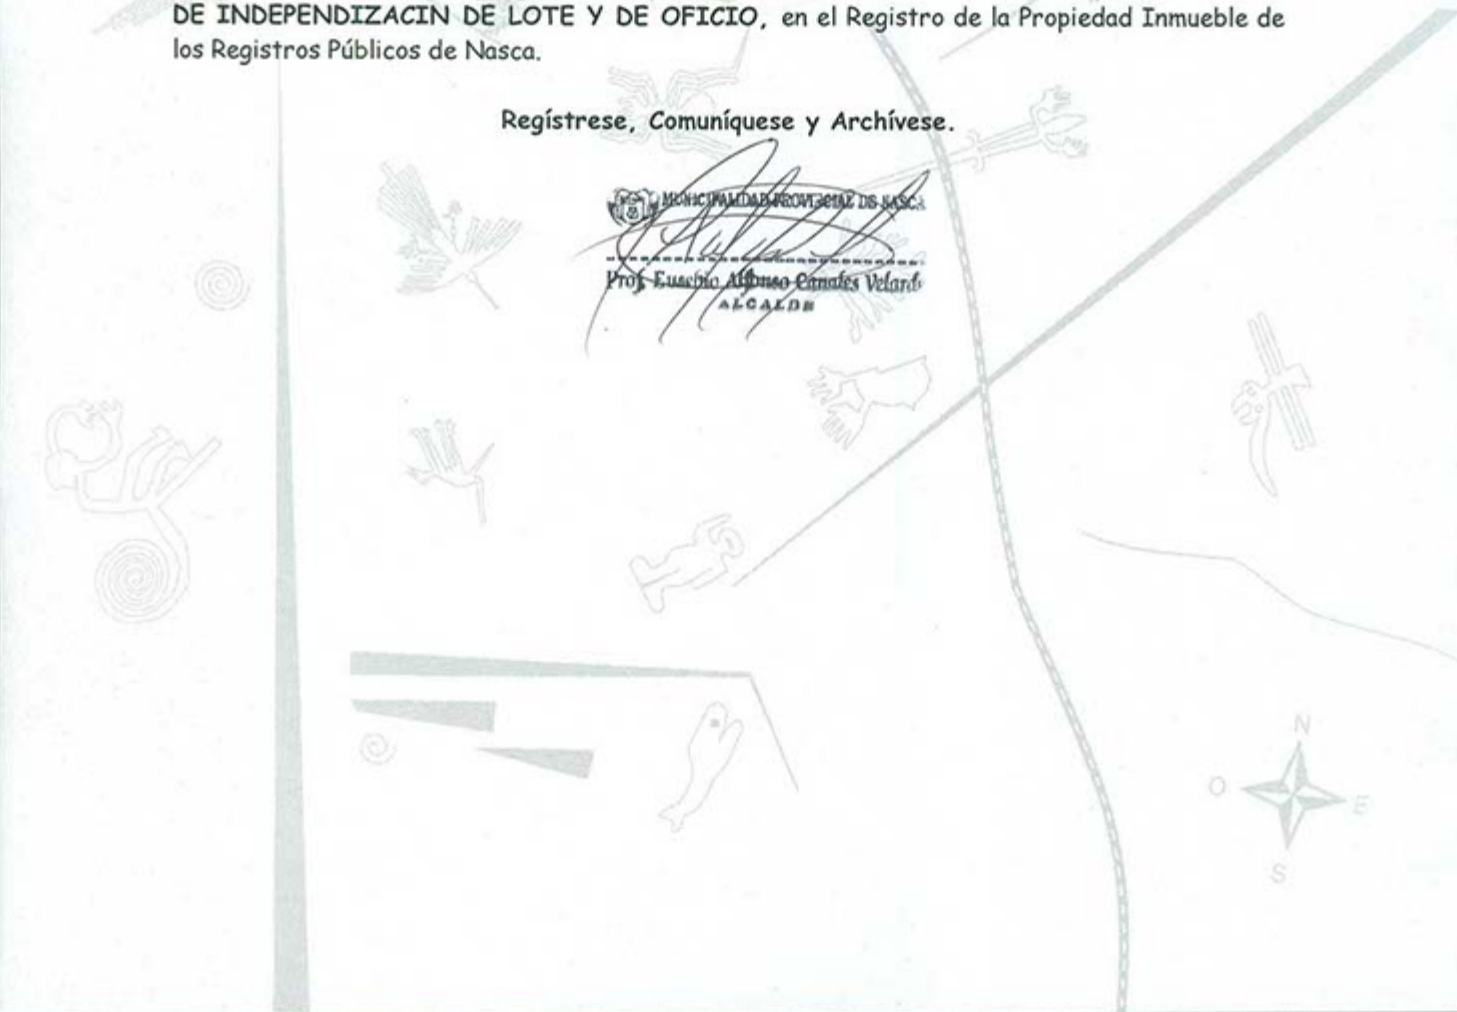 DE INDEPENDIZACIN DE LOTE Y DE OFICIO, en el Registro de la Propiedad Inmueble de
los Registros Públicos de Nasca.
Regístrese, Comuníquese y Archívese.
MUNICIPALIDAD PROVINCIAL DE NASCA
Prof. Eusebio Alfonso Canales Velarde
ALCALDE
N
O
E
S